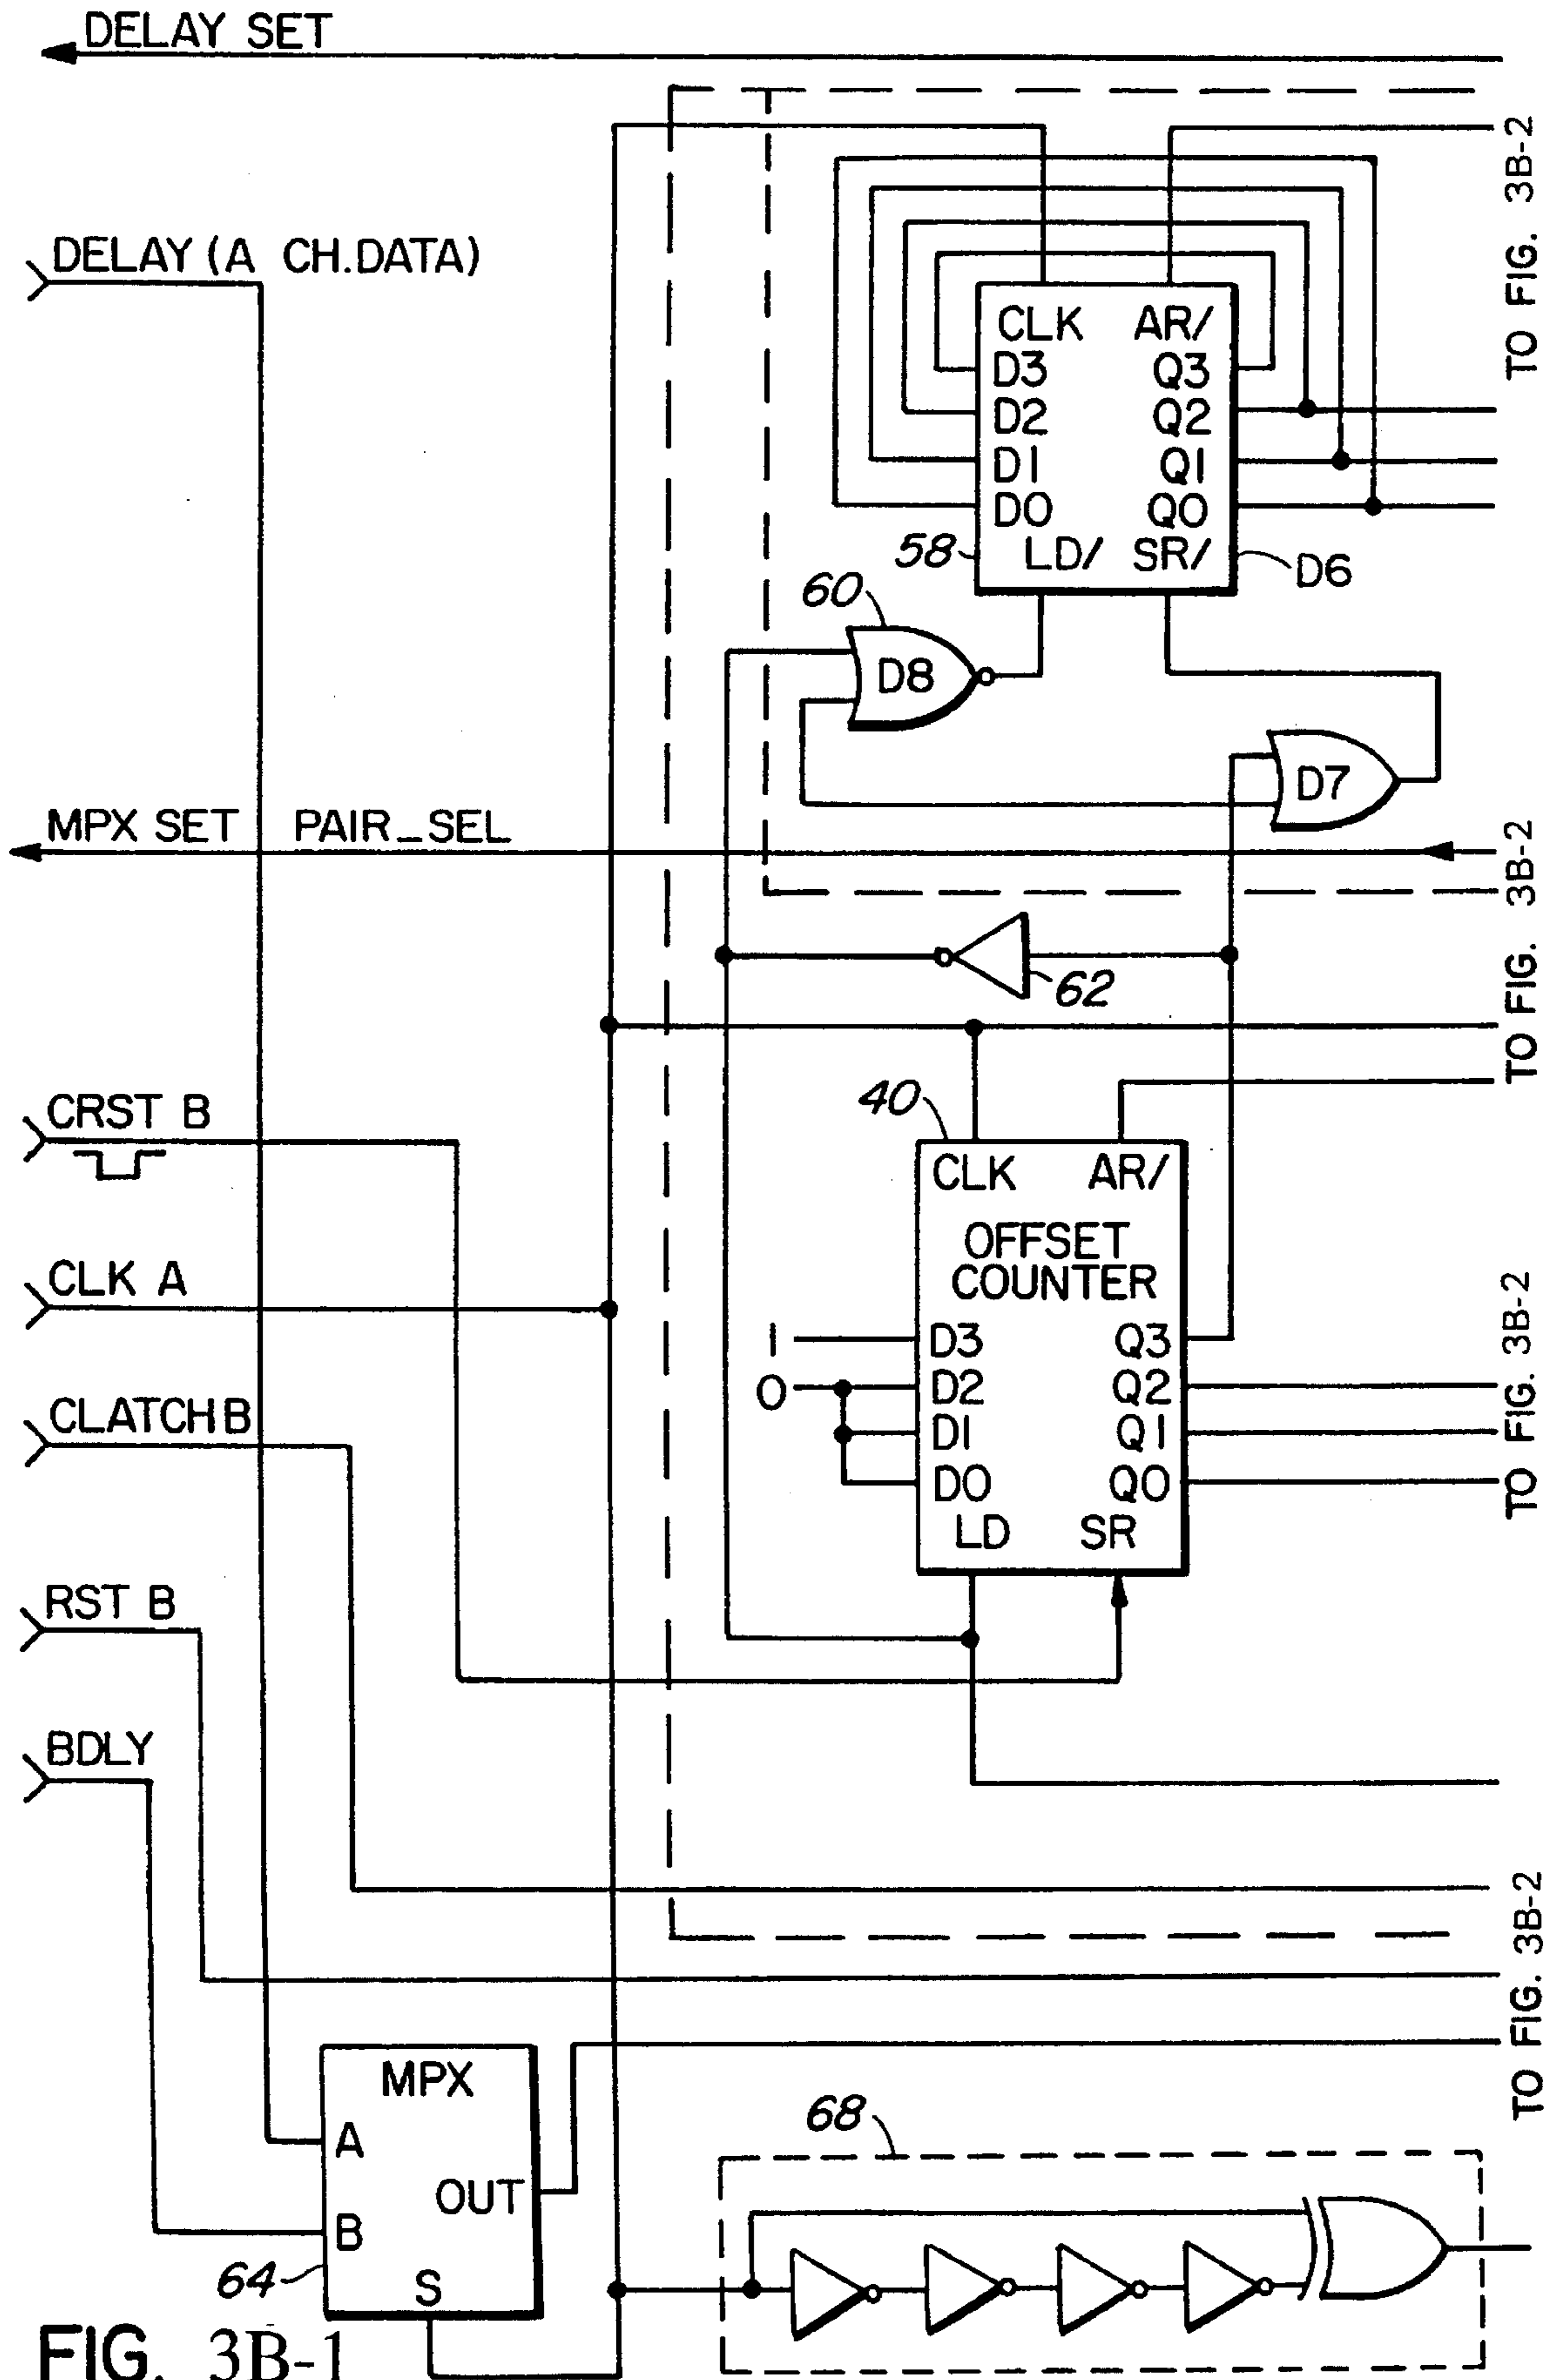 DELAY SET
TO FIG. 3B-2
DELAY (A CH.DATA)
CLK AR/
D3 Q3
D2 Q2
D1 Q1
D0 Q0
58 LD/ SR/ D6
60
D8
D7
MPX SET PAIR_SEL
TO FIG. 3B-2
62
40
CRST B
CLK AR/
OFFSET
COUNTER
CLK A
1 D3 Q3
0 D2 Q2
D1 Q1
D0 Q0
LD SR
TO FIG. 3B-2
CLATCH B
RST B
BDLY
TO FIG. 3B-2
MPX
A
OUT
B
64
S
68
FIG. 3B-1